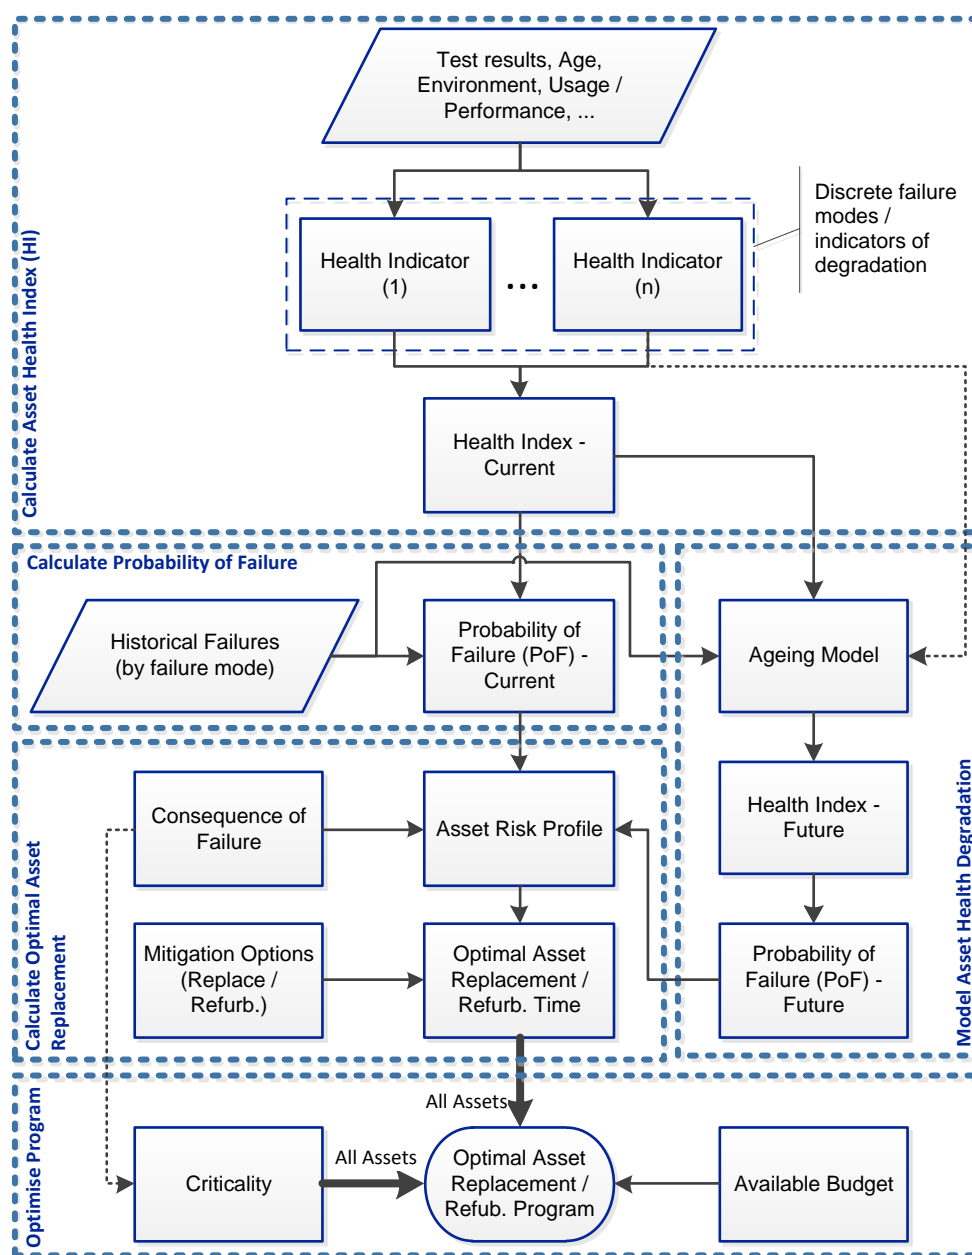 Test results, Age,
Environment, Usage /
Performance, ...
Discrete failure
modes /
indicators of
degradation
Health Indicator
(1)
...
Health Indicator
(n)
Calculate Asset Health Index (HI)
Health Index -
Current
Calculate Probability of Failure
Historical Failures
(by failure mode)
Probability of
Failure (PoF) -
Current
Ageing Model
Consequence of
Failure
Asset Risk Profile
Health Index -
Future
Calculate Optimal Asset
Replacement
Mitigation Options
(Replace /
Refurb.)
Optimal Asset
Replacement /
Refurb. Time
Probability of
Failure (PoF) -
Future
Model Asset Health Degradation
All Assets
Optimise Program
Criticality
All Assets
Optimal Asset
Replacement /
Refub. Program
Available Budget